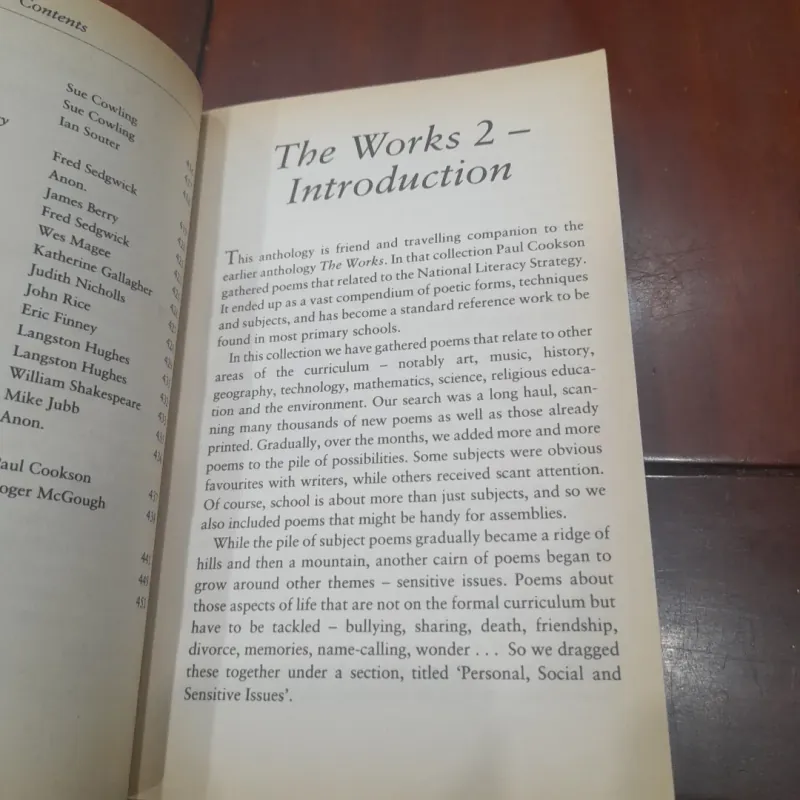 Contents
Sue Cowling
Sue Cowling
Ian Souter
Fred Sedgwick
Anon.
James Berry
Fred Sedgwick
Wes Magee
Katherine Gallagher
Judith Nicholls
John Rice
Eric Finney
Langston Hughes
Langston Hughes
William Shakespeare
Mike Jubb
Anon.
Paul Cookson
Roger McGough
The Works 2 –
Introduction
This anthology is friend and travelling companion to the
earlier anthology The Works. In that collection Paul Cookson
gathered poems that related to the National Literacy Strategy.
It ended up as a vast compendium of poetic forms, techniques
and subjects, and has become a standard reference work to be
found in most primary schools.
In this collection we have gathered poems that relate to other
areas of the curriculum – notably art, music, history,
geography, technology, mathematics, science, religious educa-
tion and the environment. Our search was a long haul, scan-
ning many thousands of new poems as well as those already
printed. Gradually, over the months, we added more and more
poems to the pile of possibilities. Some subjects were obvious
favourites with writers, while others received scant attention.
Of course, school is about more than just subjects, and so we
also included poems that might be handy for assemblies.
While the pile of subject poems gradually became a ridge of
hills and then a mountain, another cairn of poems began to
grow around other themes – sensitive issues. Poems about
those aspects of life that are not on the formal curriculum but
have to be tackled – bullying, sharing, death, friendship,
divorce, memories, name-calling, wonder . . . So we dragged
these together under a section, titled ‘Personal, Social and
Sensitive Issues’.